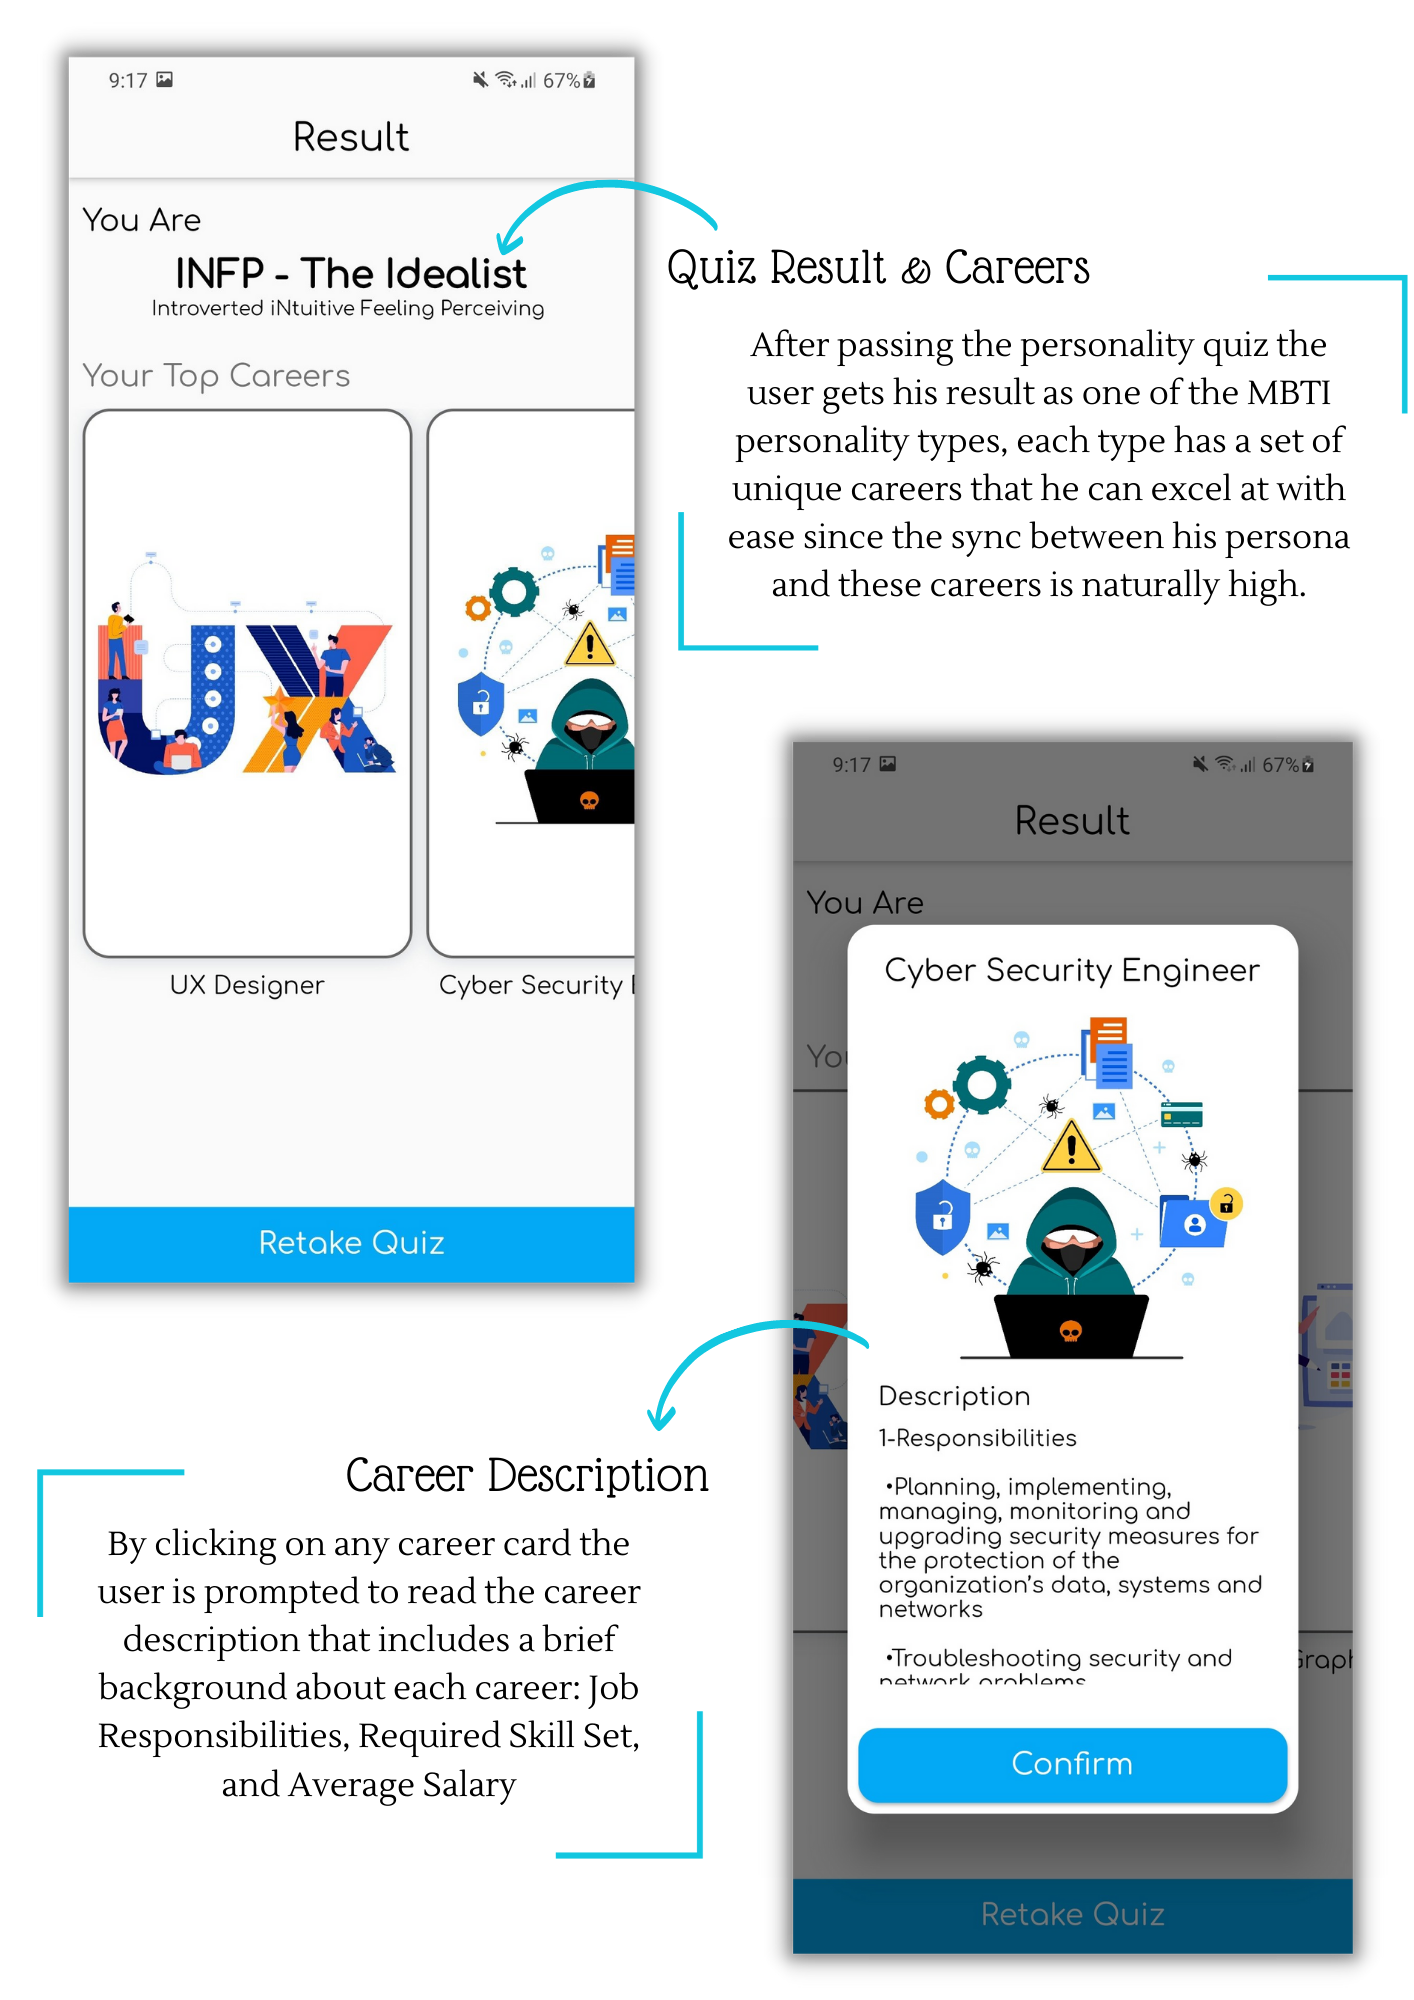 9:17
67%
Result
You Are
INFP - The Idealist
Introverted iNtuitive Feeling Perceiving
Your Top Careers
UX
UX Designer
Cyber Security
Retake Quiz
Quiz Result & Careers
After passing the personality quiz the
user gets his result as one of the MBTI
personality types, each type has a set of
unique careers that he can excel at with
ease since the sync between his persona
and these careers is naturally high.
9:17
67%
Result
You Are
Cyber Security Engineer
Description
1-Responsibilities
•Planning, implementing,
managing, monitoring and
upgrading security measures for
the protection of the
organization's data, systems and
networks
•Troubleshooting security and
network problems
Confirm
Retake Quiz
Career Description
By clicking on any career card the
user is prompted to read the career
description that includes a brief
background about each career: Job
Responsibilities, Required Skill Set,
and Average Salary